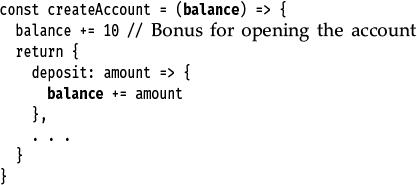 const createAccount = (balance) => {
  balance += 10 // Bonus for opening the account
  return {
    deposit: amount => {
      balance += amount
    },
    . . .
  }
}